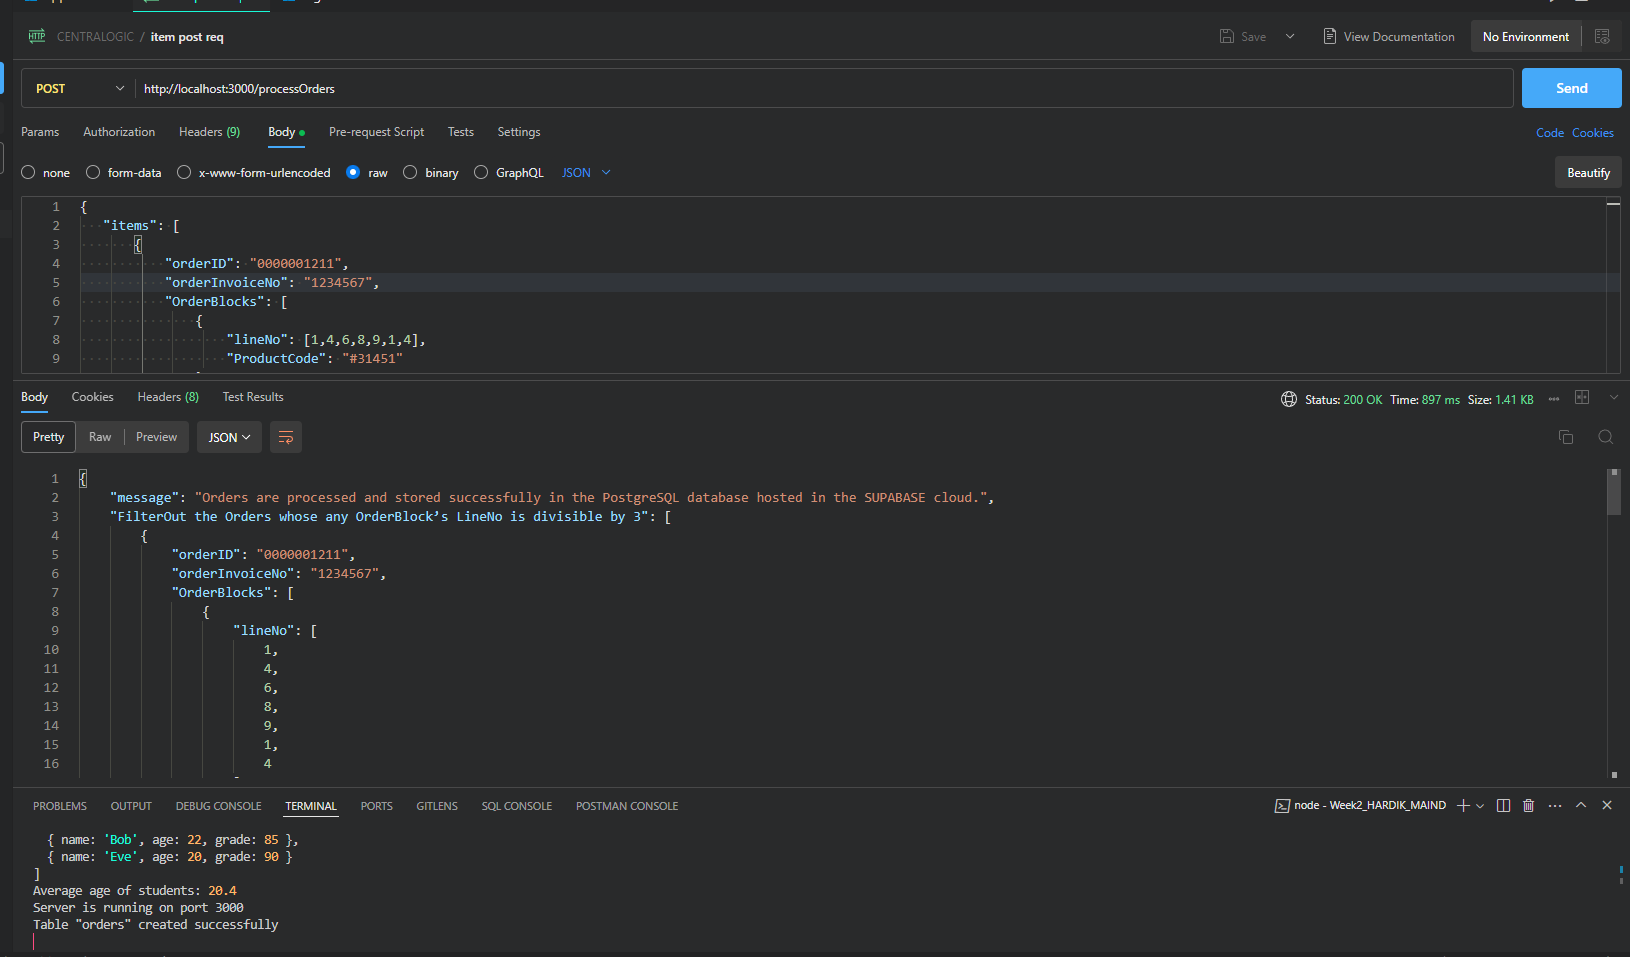 CENTRALOGIC / item post req
Save
View Documentation
No Environment
POST
http://localhost:3000/processOrders
Send
Params Authorization Headers (9) Body Pre-request Script Tests Settings
Code Cookies
none form-data x-www-form-urlencoded raw binary GraphQL JSON
Beautify
1 {
2 "items": [
3 {
4 "orderID": "0000001211",
5 "orderInvoiceNo": "1234567",
6 "OrderBlocks": [
7 {
8 "lineNo": [1,4,6,8,9,1,4],
9 "ProductCode": "#31451"
Body Cookies Headers (8) Test Results
Status: 200 OK Time: 897 ms Size: 1.41 KB
Pretty Raw Preview JSON
1 {
2 "message": "Orders are processed and stored successfully in the PostgreSQL database hosted in the SUPABASE cloud.",
3 "FilterOut the Orders whose any OrderBlock’s LineNo is divisible by 3": [
4 {
5 "orderID": "0000001211",
6 "orderInvoiceNo": "1234567",
7 "OrderBlocks": [
8 {
9 "lineNo": [
10 1,
11 4,
12 6,
13 8,
14 9,
15 1,
16 4
PROBLEMS OUTPUT DEBUG CONSOLE TERMINAL PORTS GITLENS SQL CONSOLE POSTMAN CONSOLE
node - Week2_HARDIK_MAIND
{ name: 'Bob', age: 22, grade: 85 },
{ name: 'Eve', age: 20, grade: 90 }
]
Average age of students: 20.4
Server is running on port 3000
Table "orders" created successfully